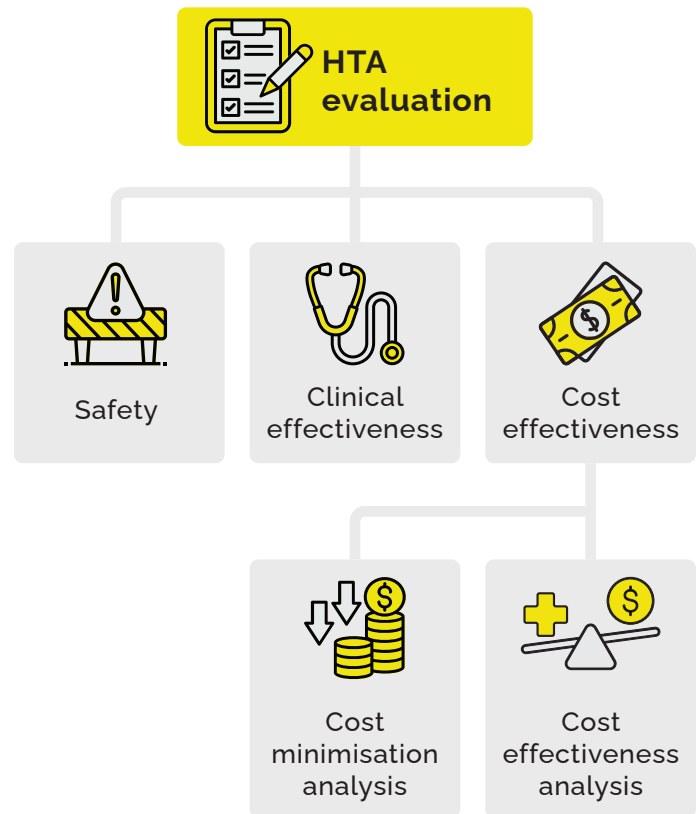 HTA
evaluation
Safety
Clinical
effectiveness
$
Cost
effectiveness
$
Cost
minimisation
analysis
$
Cost
effectiveness
analysis